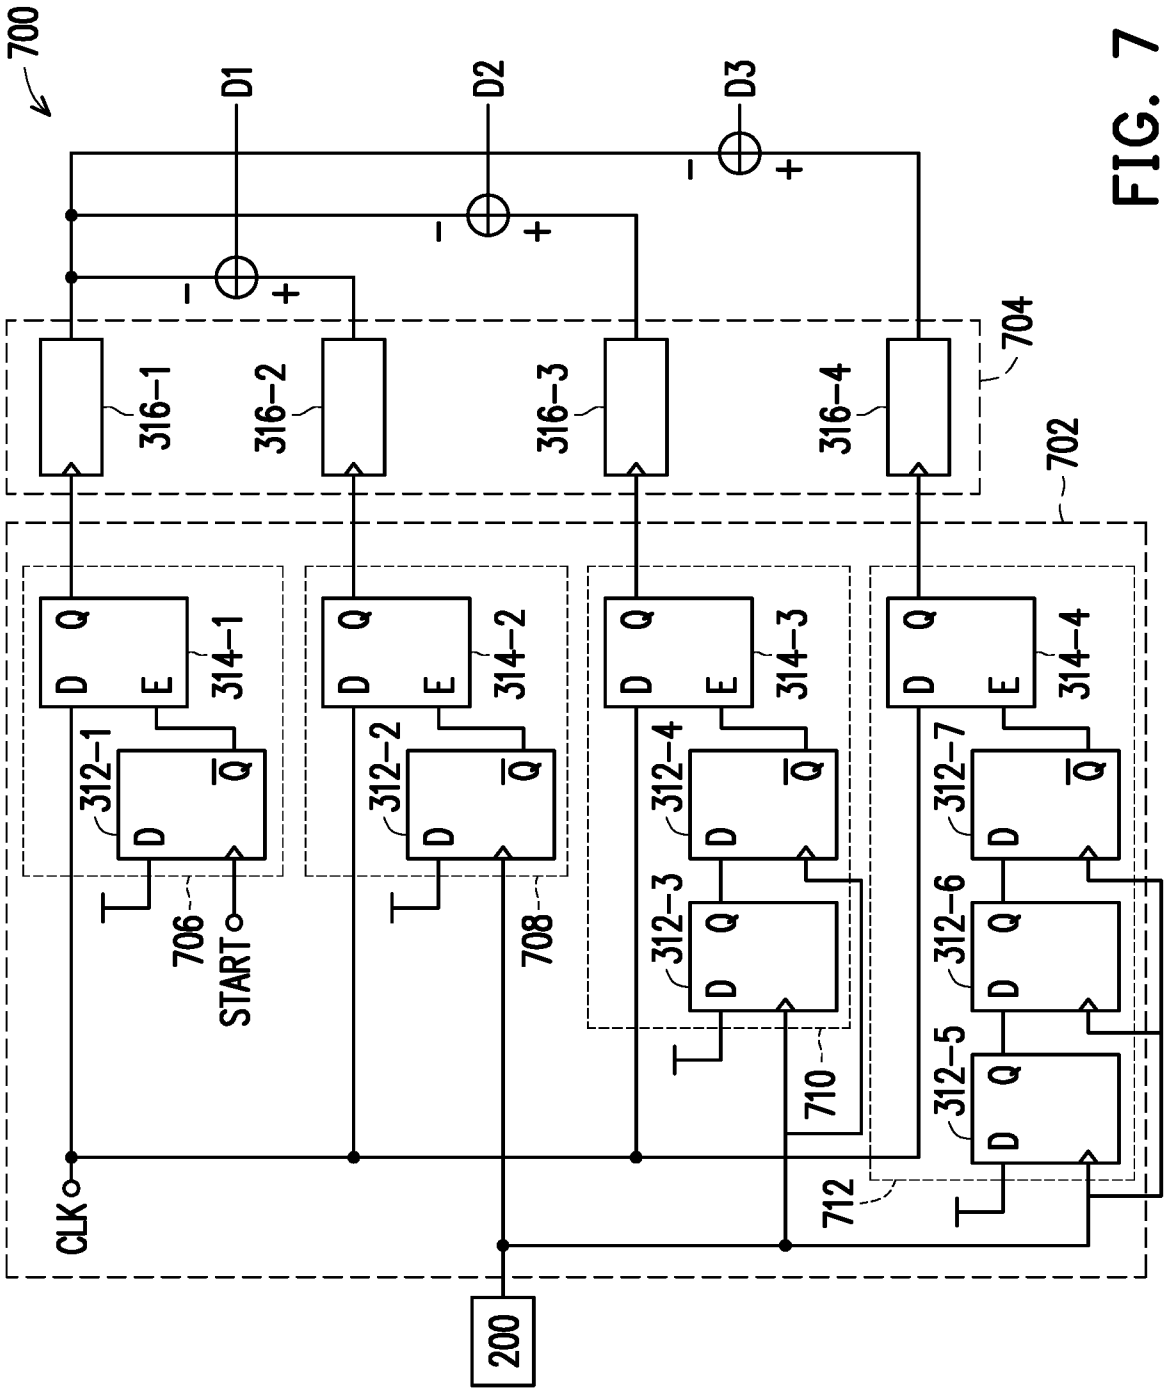 700
D1
D2
D3
- +
- +
- +
316-1
316-2
316-3
316-4
704
702
D Q
E
314-1
312-1
D Q̅
706
START
D Q
E
314-2
312-2
D Q̅
708
D Q
E
314-3
312-4
D Q̅
312-3
D Q
710
D Q
E
314-4
312-7
D Q̅
312-6
D Q
312-5
D Q
712
CLK
200
FIG. 7